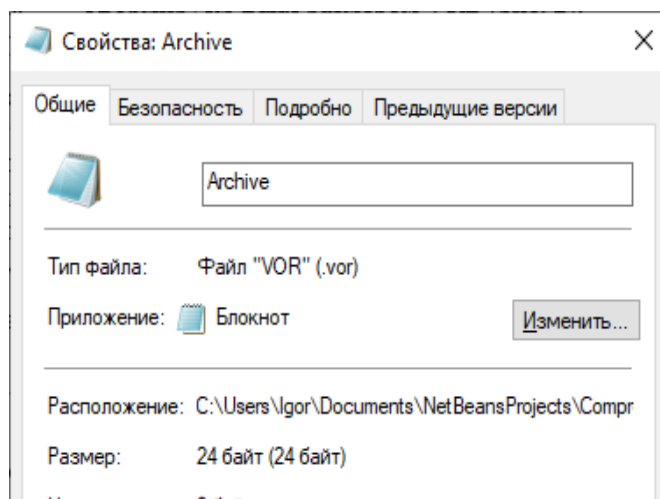 Свойства: Archive
Общие Безопасность Подробно Предыдущие версии
Archive
Тип файла: Файл "VOR" (.vor)
Приложение: Блокнот Изменить...
Расположение: C:\Users\Igor\Documents\NetBeansProjects\Compr
Размер: 24 байт (24 байт)